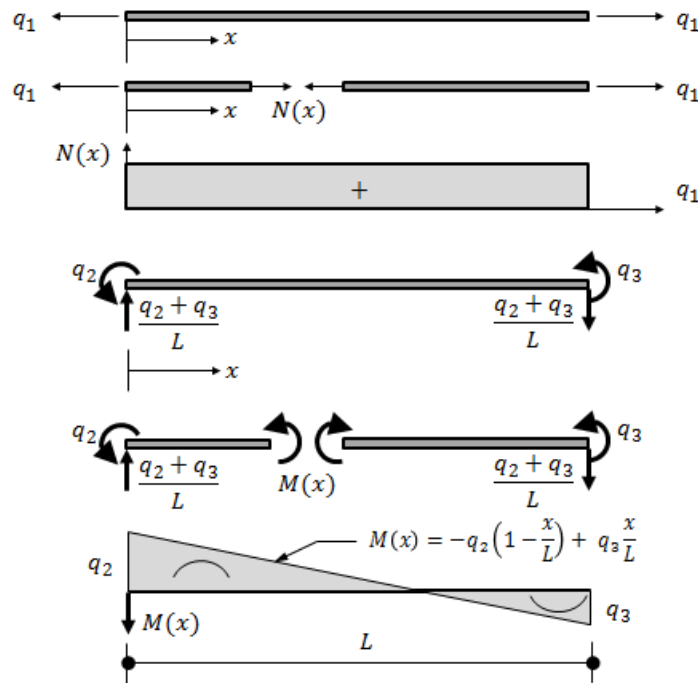 q₁ q₁
x
q₁ N(x) q₁
x
N(x)
+ q₁
q₂ q₃
(q₂ + q₃)/L (q₂ + q₃)/L
x
q₂ q₃
(q₂ + q₃)/L M(x) (q₂ + q₃)/L
M(x) = −q₂(1 − x/L) + q₃ x/L
q₂
M(x) q₃
L